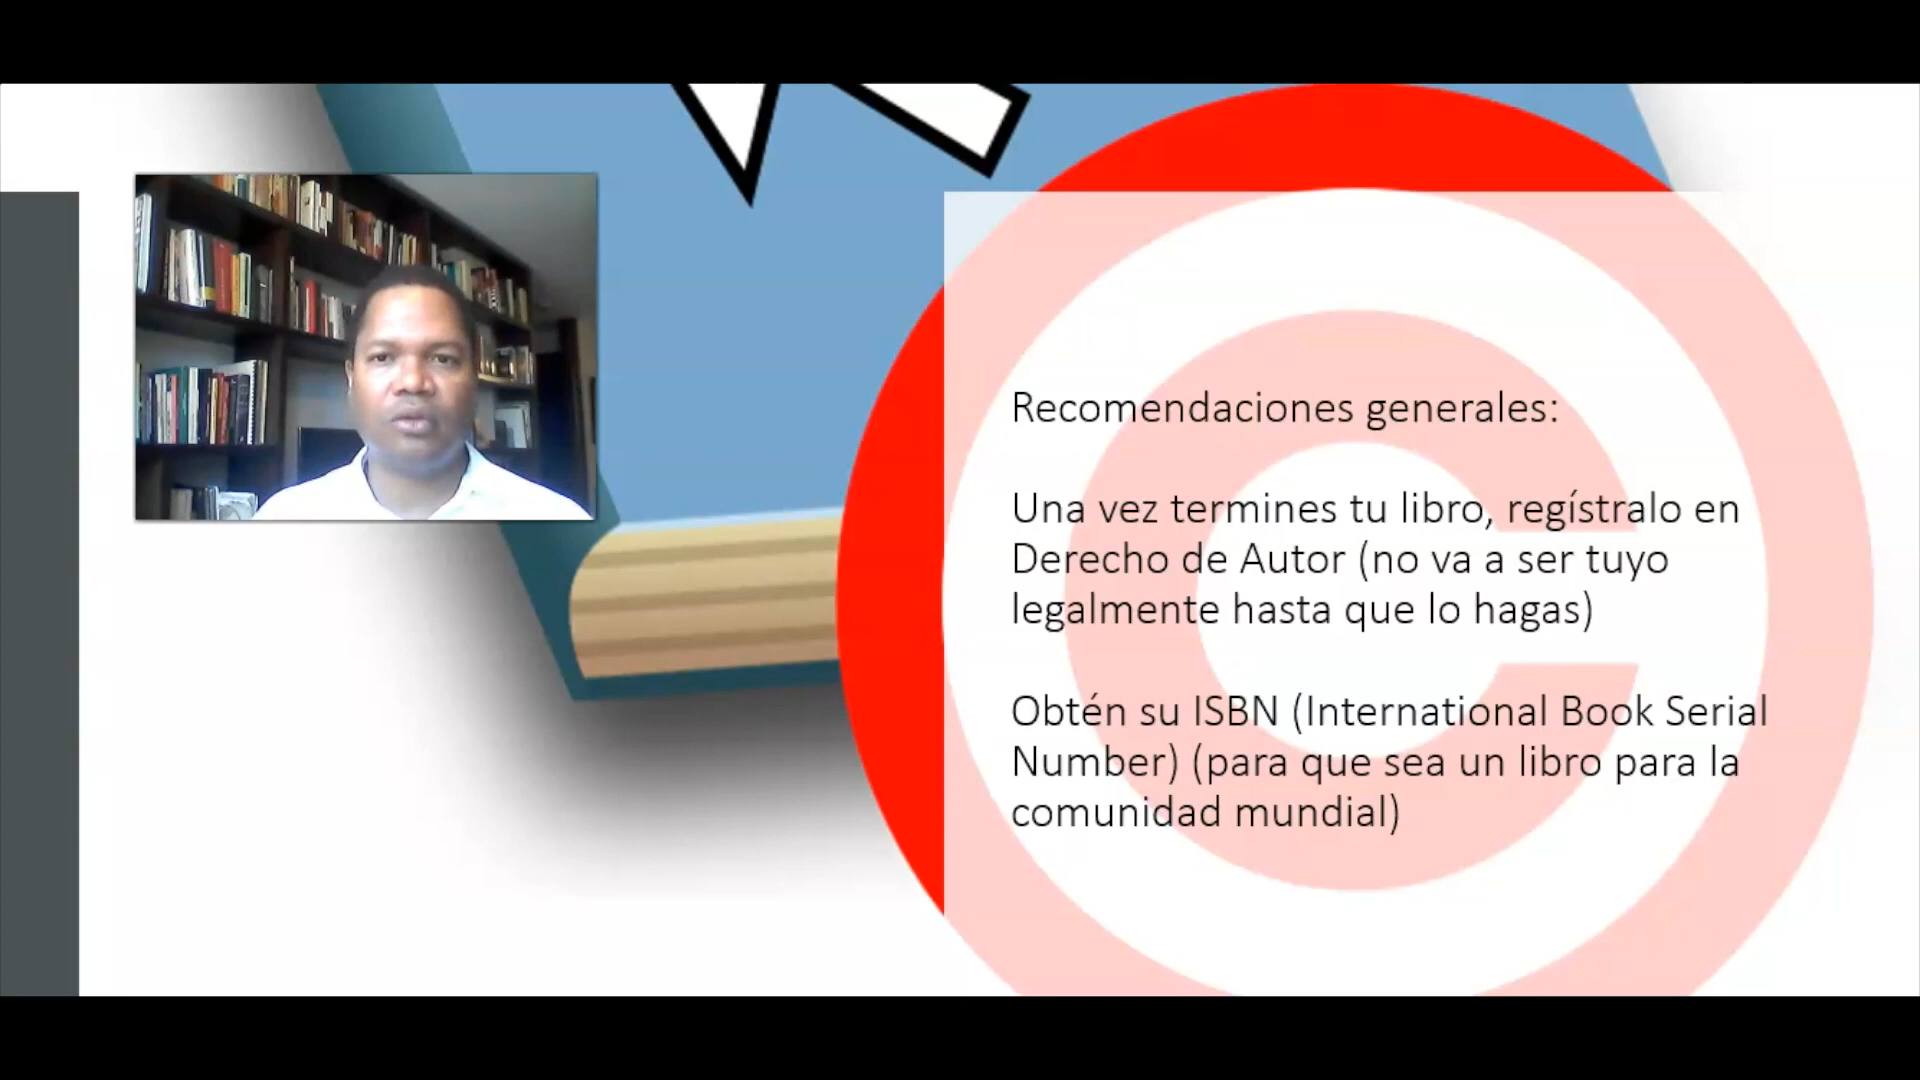 Recomendaciones generales:
Una vez termines tu libro, regístralo en
Derecho de Autor (no va a ser tuyo
legalmente hasta que lo hagas)
Obtén su ISBN (International Book Serial
Number) (para que sea un libro para la
comunidad mundial)